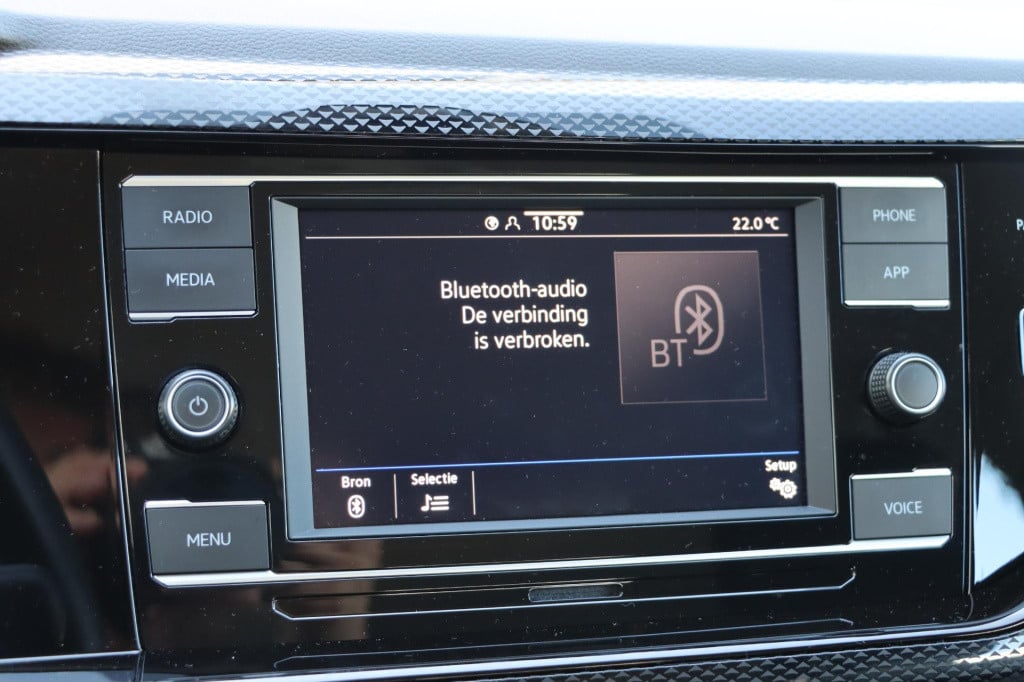 RADIO
MEDIA
10:59
22.0 °C
PHONE
APP
Bluetooth-audio
De verbinding
is verbroken.
BT
Bron
Selectie
Setup
MENU
VOICE